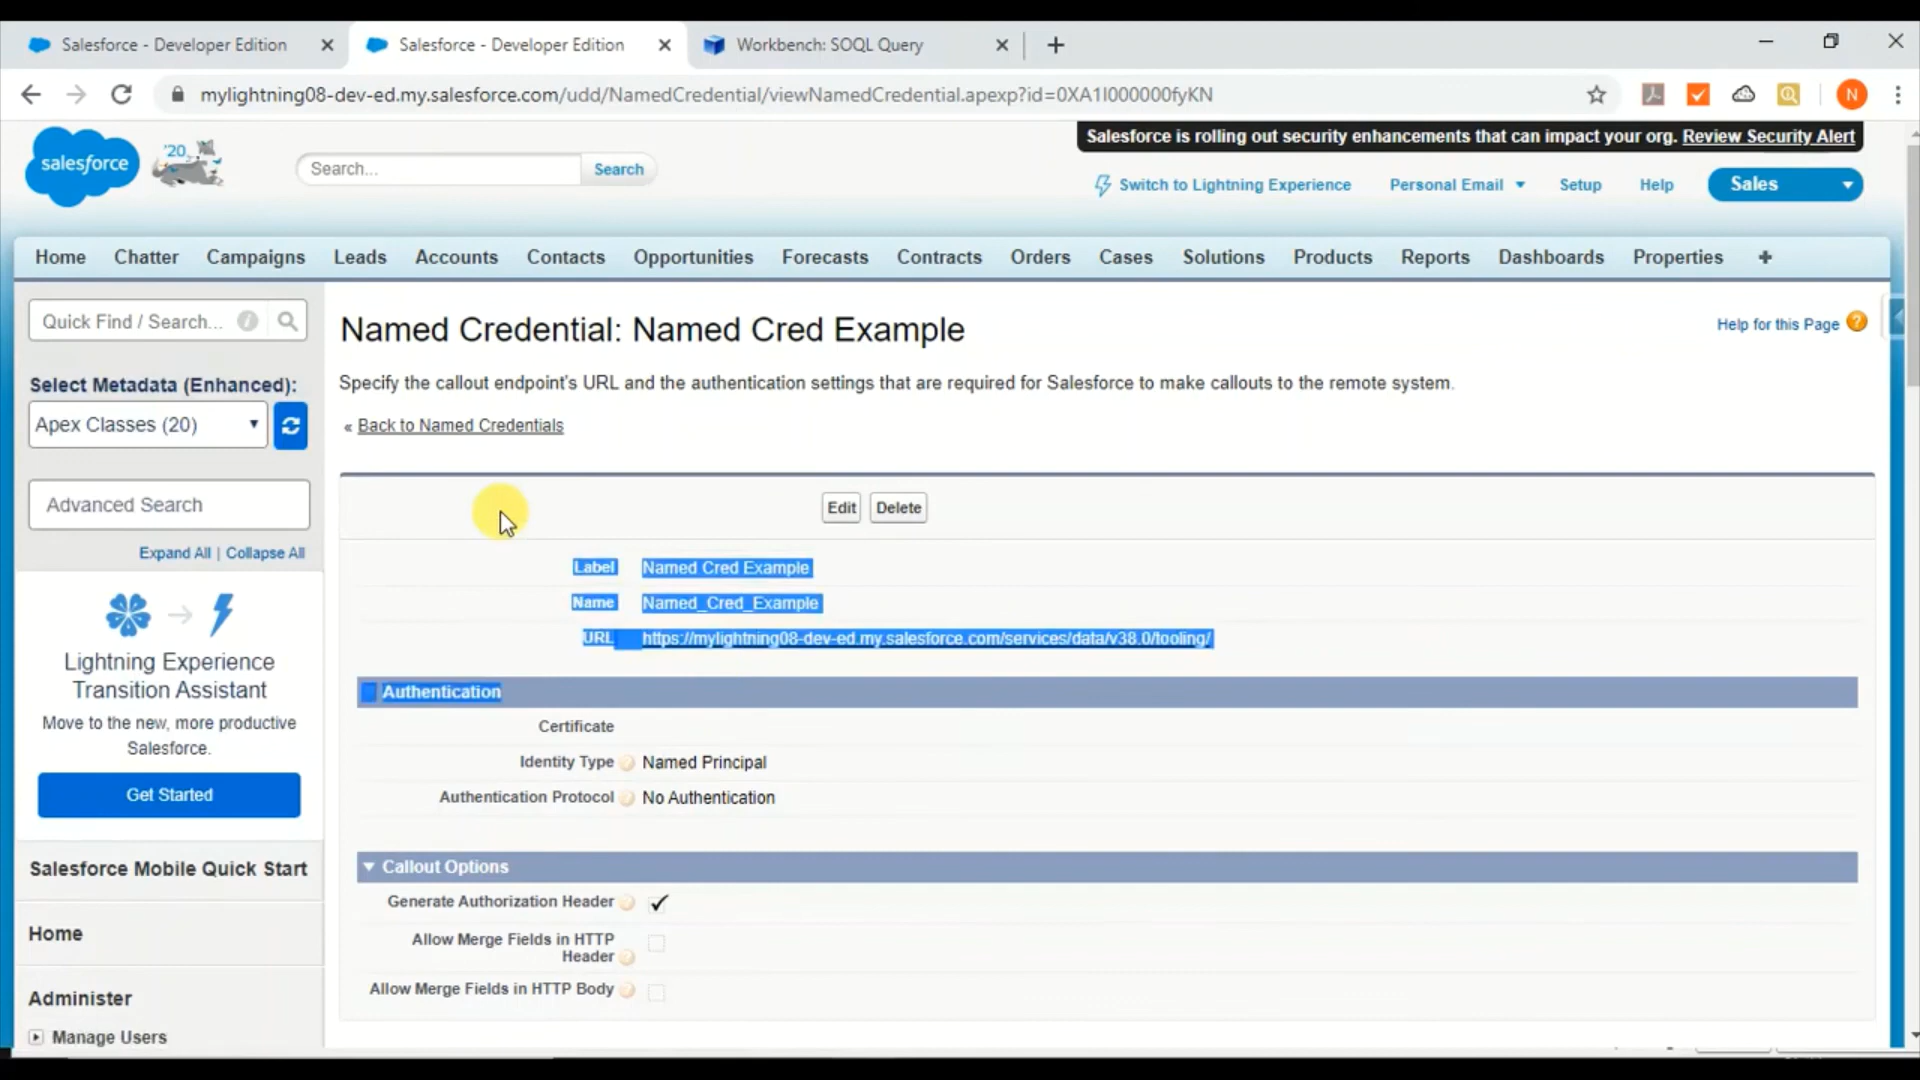 Salesforce - Developer Edition
Salesforce - Developer Edition
Workbench: SOQL Query
mylightning08-dev-ed.my.salesforce.com/udd/NamedCredential/viewNamedCredential.apexp?id=0XA1I000000fyKN
N
Salesforce is rolling out security enhancements that can impact your org. Review Security Alert
salesforce
'20
Search...
Search
Switch to Lightning Experience
Personal Email
Setup
Help
Sales
Home
Chatter
Campaigns
Leads
Accounts
Contacts
Opportunities
Forecasts
Contracts
Orders
Cases
Solutions
Products
Reports
Dashboards
Properties
+
Quick Find / Search...
Select Metadata (Enhanced):
Apex Classes (20)
Advanced Search
Expand All | Collapse All
Lightning Experience
Transition Assistant
Move to the new, more productive
Salesforce.
Get Started
Salesforce Mobile Quick Start
Home
Administer
Manage Users
Named Credential: Named Cred Example
Help for this Page
Specify the callout endpoint's URL and the authentication settings that are required for Salesforce to make callouts to the remote system.
« Back to Named Credentials
Edit
Delete
Label Named Cred Example
Name Named_Cred_Example
URL https://mylightning08-dev-ed.my.salesforce.com/services/data/v38.0/tooling/
Authentication
Certificate
Identity Type Named Principal
Authentication Protocol No Authentication
Callout Options
Generate Authorization Header
Allow Merge Fields in HTTP
Header
Allow Merge Fields in HTTP Body